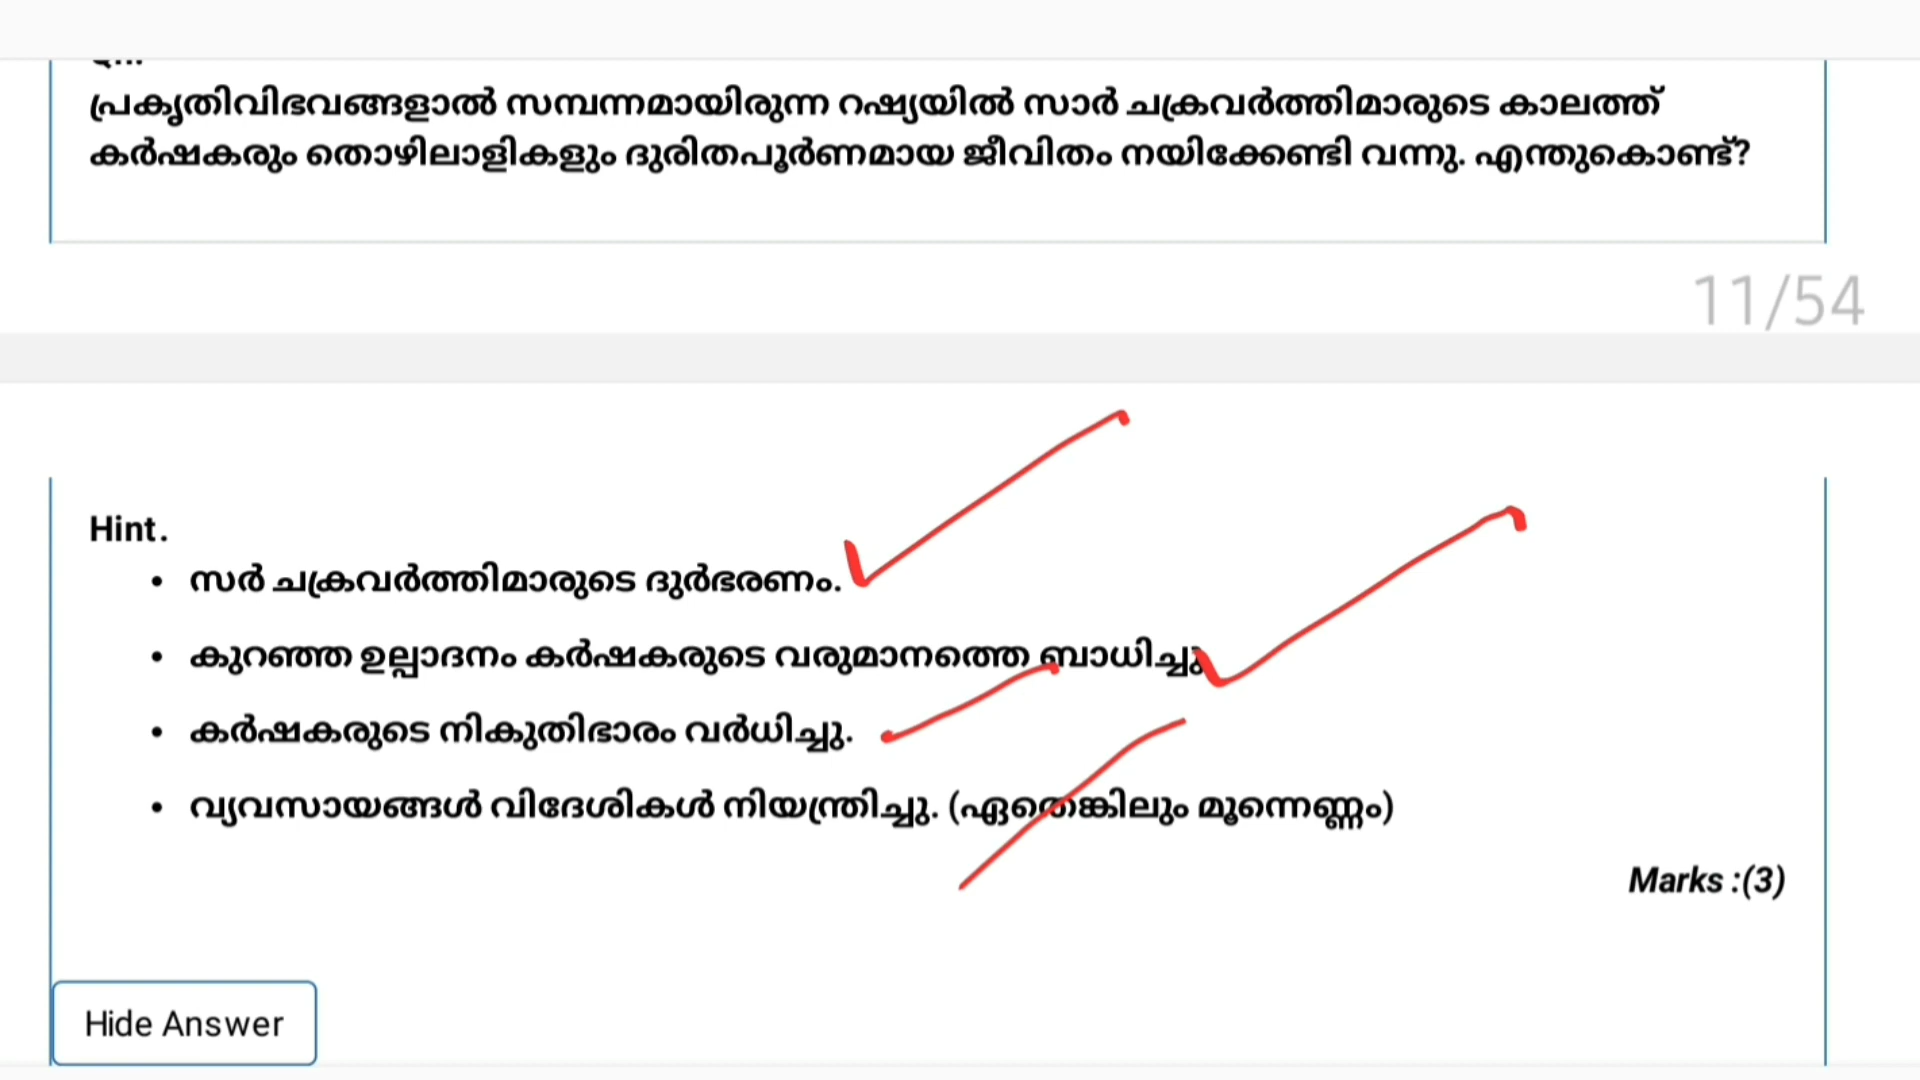 പ്രകൃതിവിഭവങ്ങളാൽ സമ്പന്നമായിരുന്ന റഷ്യയിൽ സാർ ചക്രവർത്തിമാരുടെ കാലത്ത്
കർഷകരും തൊഴിലാളികളും ദുരിതപൂർണമായ ജീവിതം നയിക്കേണ്ടി വന്നു. എന്തുകൊണ്ട്?
11/54
Hint.
• സർ ചക്രവർത്തിമാരുടെ ദുർഭരണം.
• കുറഞ്ഞ ഉല്പാദനം കർഷകരുടെ വരുമാനത്തെ ബാധിച്ചു
• കർഷകരുടെ നികുതിഭാരം വർധിച്ചു.
• വ്യവസായങ്ങൾ വിദേശികൾ നിയന്ത്രിച്ചു. (ഏതെങ്കിലും മൂന്നെണ്ണം)
Marks :(3)
Hide Answer